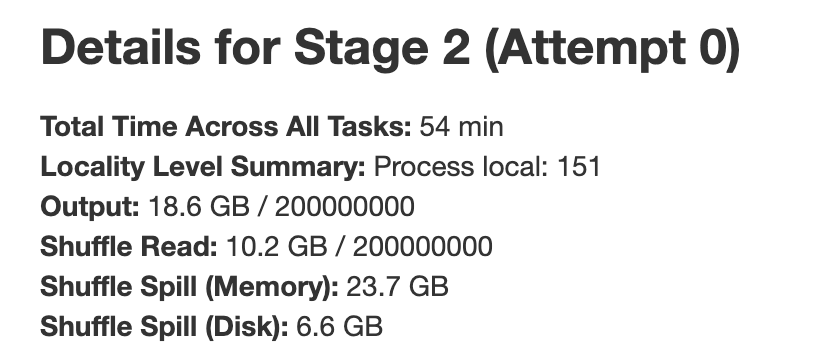 Details for Stage 2 (Attempt 0)
Total Time Across All Tasks: 54 min
Locality Level Summary: Process local: 151
Output: 18.6 GB / 200000000
Shuffle Read: 10.2 GB / 200000000
Shuffle Spill (Memory): 23.7 GB
Shuffle Spill (Disk): 6.6 GB